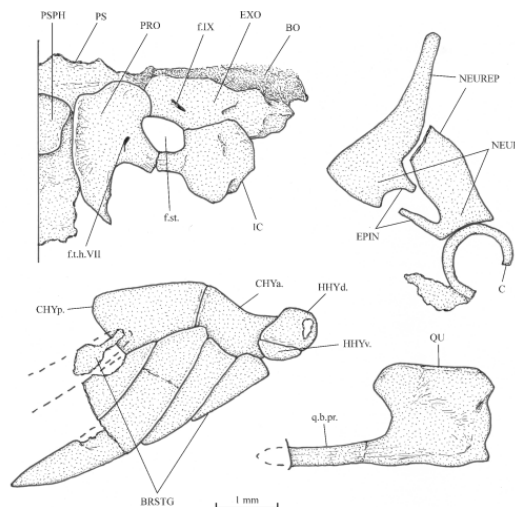 PSPH
PS
PRO
f.IX
EXO
BO
f.st.
IC
f.t.h.VII
NEUREP
NEU
EPIN
C
CHYp.
CHYa.
HHYd.
HHYv.
BRSTG
1 mm
QU
q.b.pr.